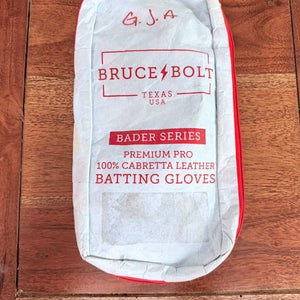 G.J.A
BRUCE BOLT
TEXAS
USA
BADER SERIES
PREMIUM PRO
100% CABRETTA LEATHER
BATTING GLOVES